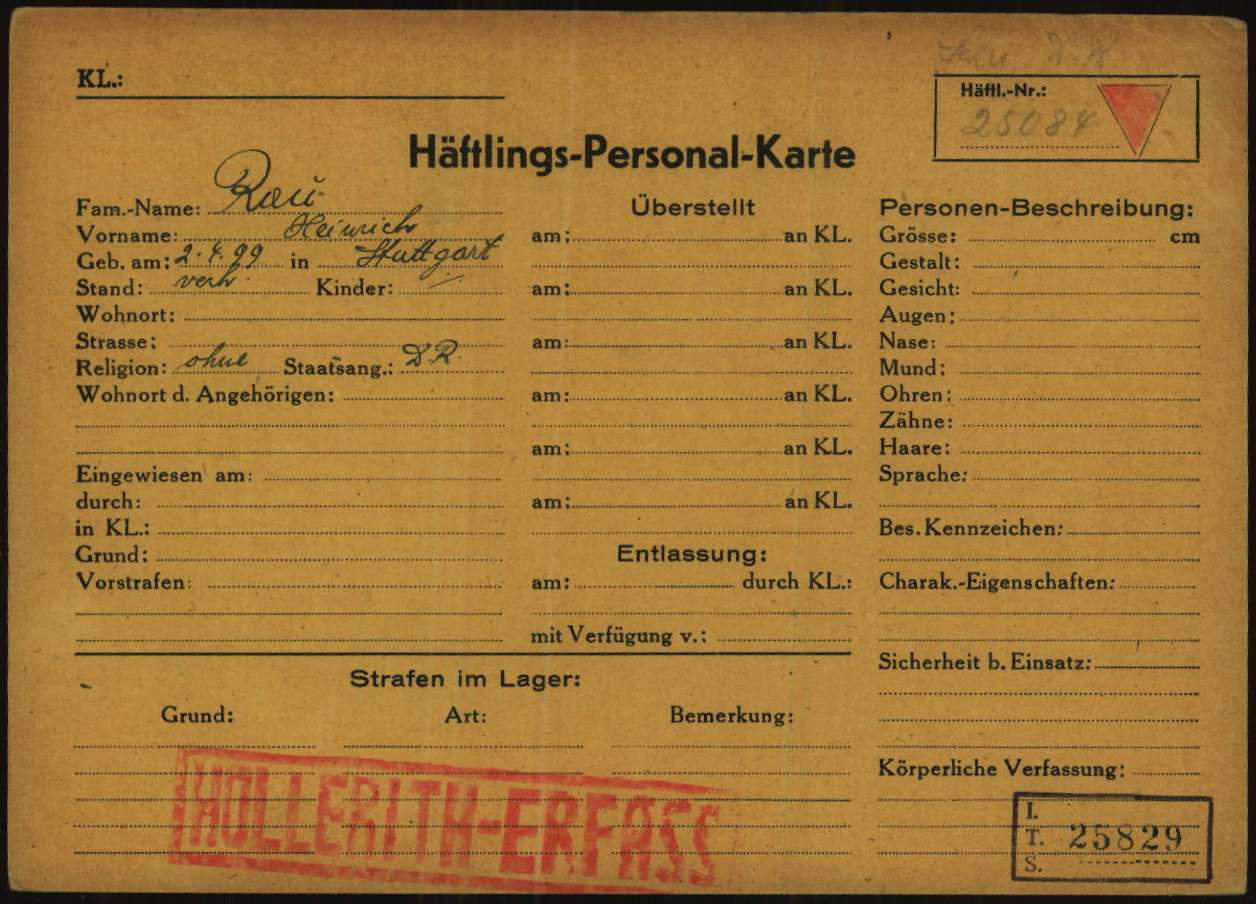 KL.:
Häftl.-Nr.:
25084
Häftlings-Personal-Karte
Fam.-Name: Rau
Vorname: Heinrich
Geb. am: 2.4.99 in Stuttgart
Stand: verh. Kinder: —
Wohnort:
Strasse:
Religion: ohne Staatsang.: D.R.
Wohnort d. Angehörigen:
Eingewiesen am:
durch:
in KL.:
Grund:
Vorstrafen:
Überstellt
am: an KL.
am: an KL.
am: an KL.
am: an KL.
am: an KL.
am: an KL.
Entlassung:
am: durch KL.:
mit Verfügung v.:
Personen-Beschreibung:
Grösse: cm
Gestalt:
Gesicht:
Augen:
Nase:
Mund:
Ohren:
Zähne:
Haare:
Sprache:
Bes. Kennzeichen:
Charak.-Eigenschaften:
Sicherheit b. Einsatz:
Körperliche Verfassung:
Strafen im Lager:
Grund: Art: Bemerkung:
HOLLERITH-ERFASS
I.
T. 25829
S.